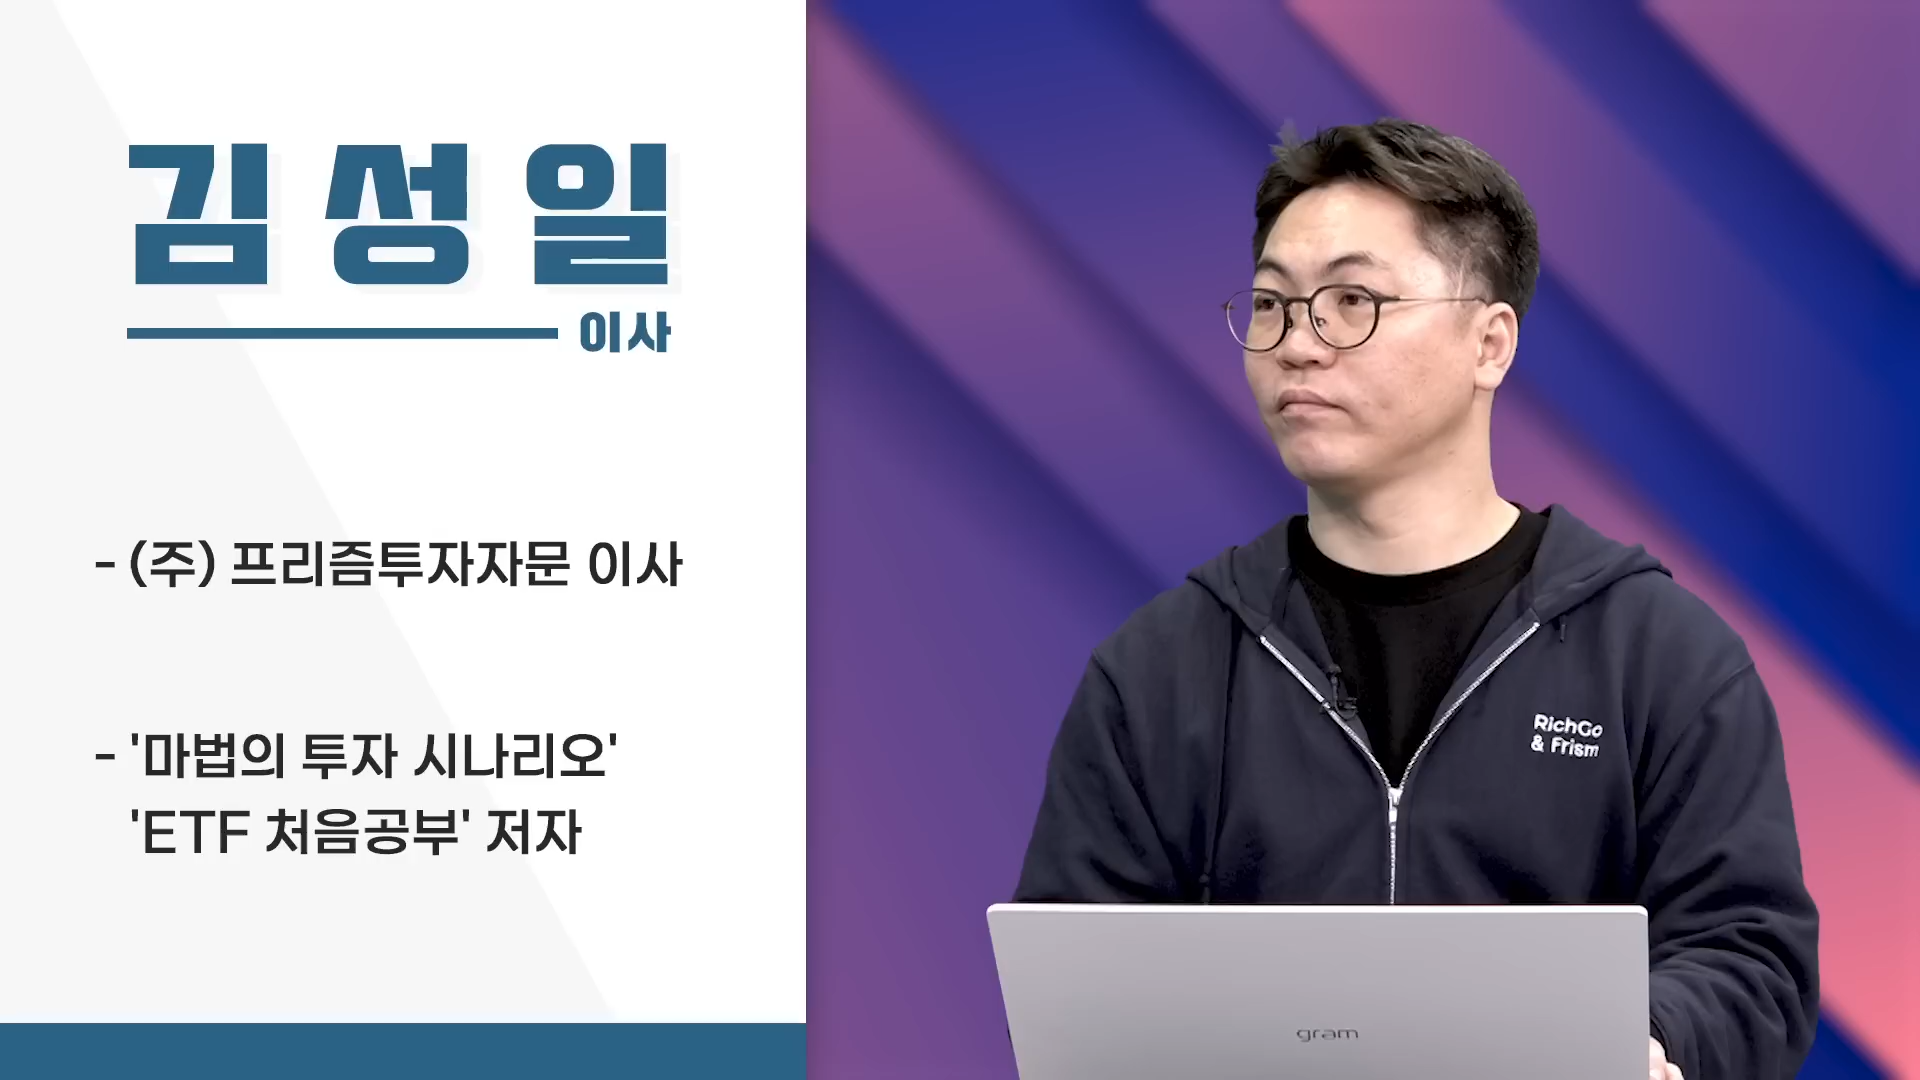 김성일
이사
- (주) 프리즘투자자문 이사
- '마법의 투자 시나리오'
'ETF 처음공부' 저자
RichGo
& Frism
gram